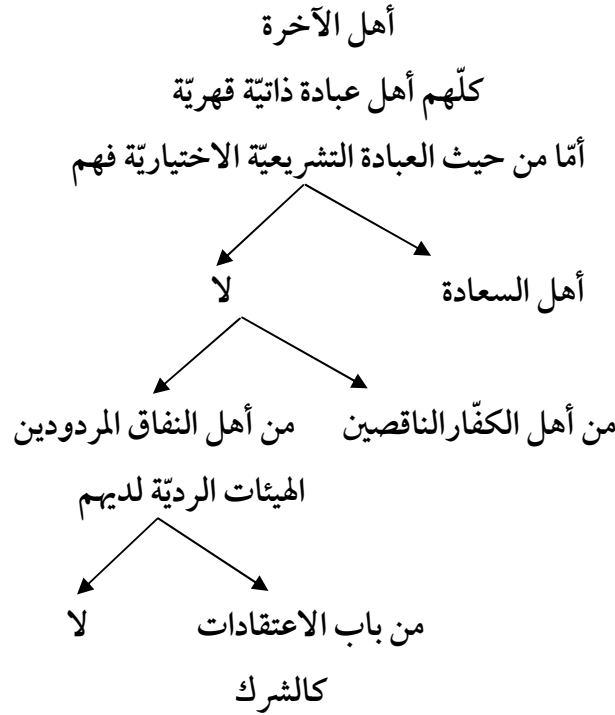 أهل الآخرة
كلّهم أهل عبادة ذاتيّة قهريّة
أمّا من حيث العبادة التشريعيّة الاختياريّة فهم
أهل السعادة
لا
من أهل الكفّار الناقصين
من أهل النفاق المردودين
الهيئات الرديّة لديهم
من باب الاعتقادات
لا
كالشرك